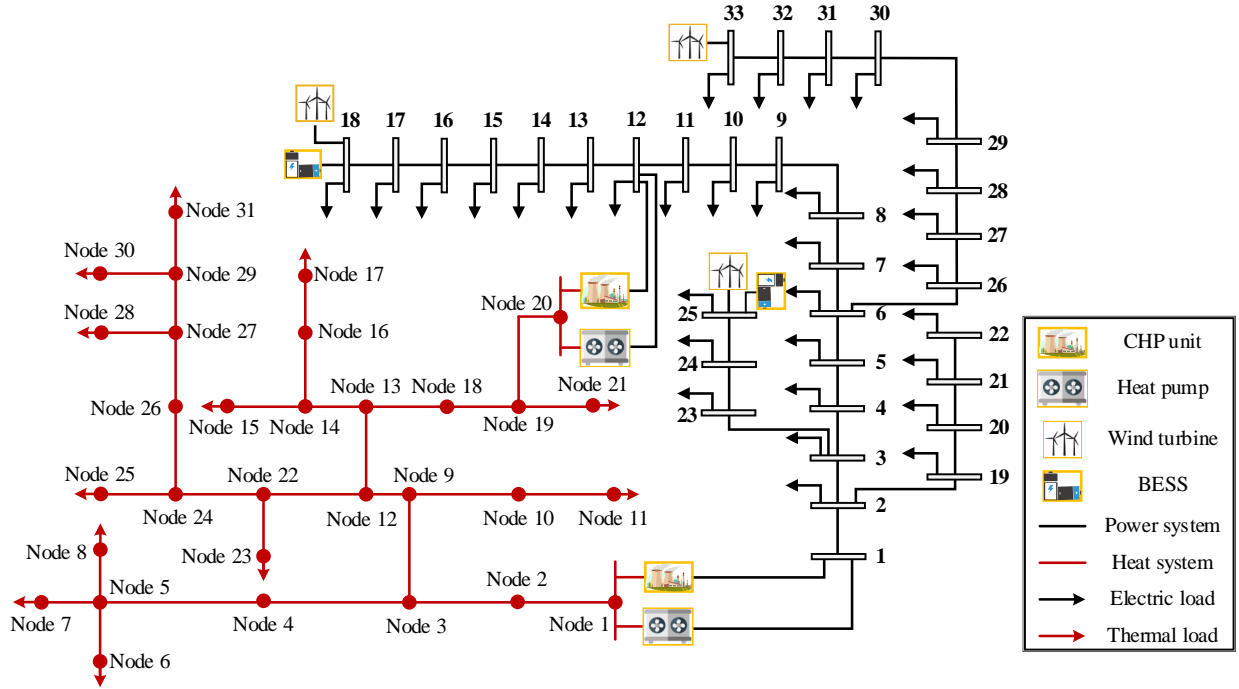 33 32 31 30
18 17 16 15 14 13 12 11 10 9
29
28
8
Node 31
27
7
Node 30
Node 29
Node 17
26
Node 20
25
6
Node 28
22
CHP unit
Node 27
Node 16
24
5
21
Heat pump
Node 13 Node 18
Node 21
Node 26
23
4
20
Wind turbine
Node 15 Node 14
Node 19
3
19
BESS
Node 25
Node 22
Node 9
2
Node 24
Node 12
Node 10 Node 11
Power system
Node 8
Node 23
1
Heat system
Node 5
Node 2
Electric load
Node 7
Node 4
Node 3
Node 1
Thermal load
Node 6